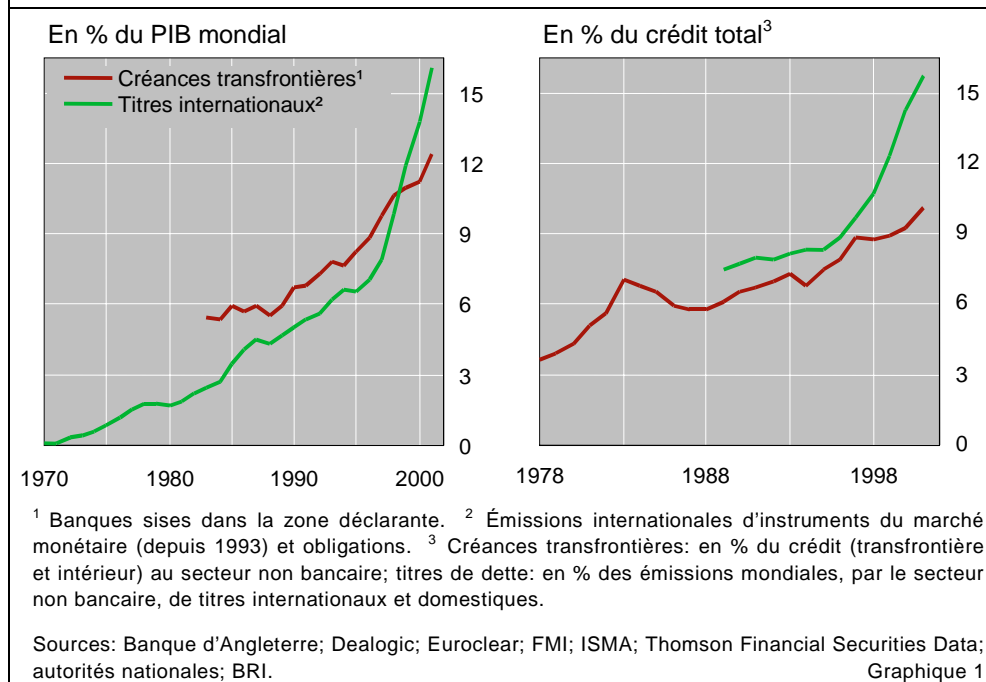 En % du PIB mondial
Créances transfrontières¹
Titres internationaux²
15
12
9
6
3
0
1970 1980 1990 2000
En % du crédit total³
15
12
9
6
3
0
1978 1988 1998
¹ Banques sises dans la zone déclarante. ² Émissions internationales d'instruments du marché
monétaire (depuis 1993) et obligations. ³ Créances transfrontières: en % du crédit (transfrontière
et intérieur) au secteur non bancaire; titres de dette: en % des émissions mondiales, par le secteur
non bancaire, de titres internationaux et domestiques.
Sources: Banque d'Angleterre; Dealogic; Euroclear; FMI; ISMA; Thomson Financial Securities Data;
autorités nationales; BRI. Graphique 1